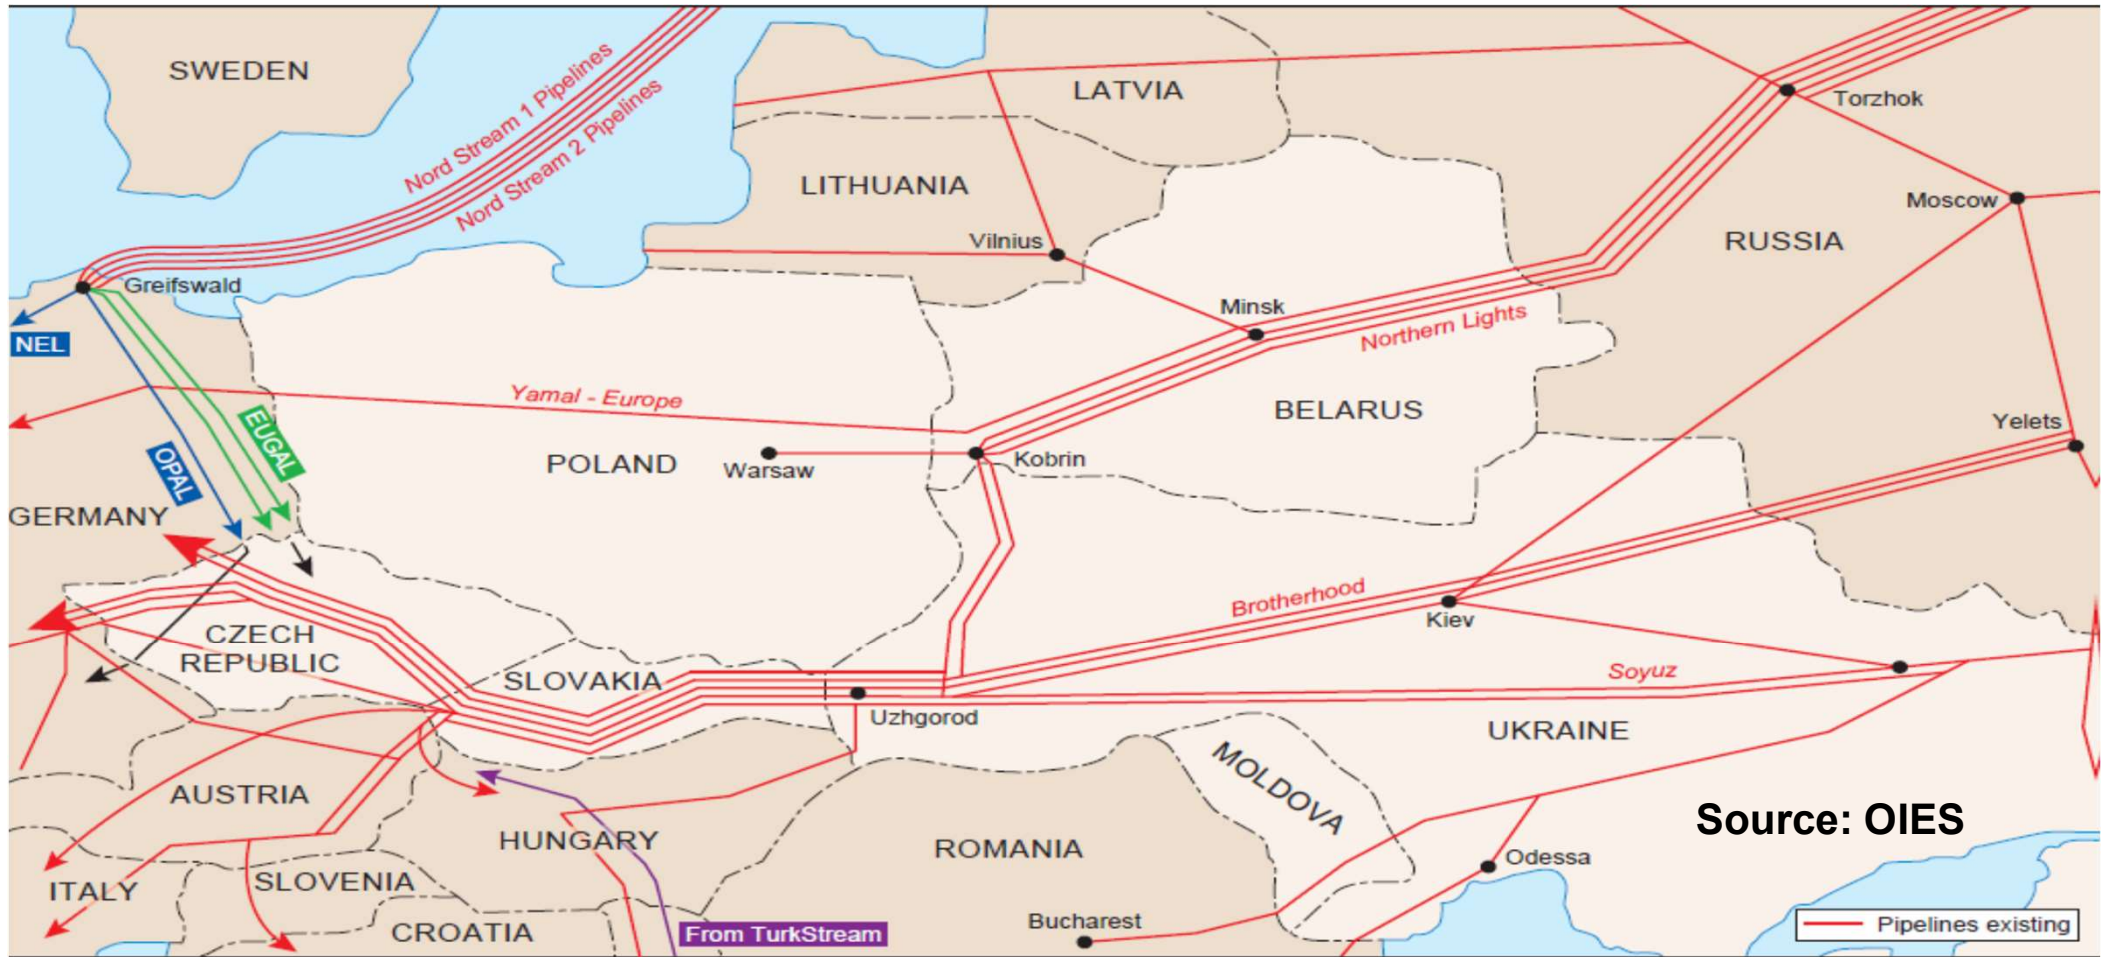 SWEDEN
Nord Stream 1 Pipelines
Nord Stream 2 Pipelines
LATVIA
Torzhok
LITHUANIA
Moscow
Vilnius
RUSSIA
Greifswald
Minsk
Northern Lights
NEL
Yamal - Europe
BELARUS
EUGAL
Yelets
OPAL
POLAND
Warsaw
Kobrin
GERMANY
Brotherhood
Kiev
CZECH
REPUBLIC
SLOVAKIA
Soyuz
Uzhgorod
UKRAINE
MOLDOVA
AUSTRIA
Source: OIES
HUNGARY
ROMANIA
Odessa
ITALY
SLOVENIA
Bucharest
CROATIA
From TurkStream
Pipelines existing